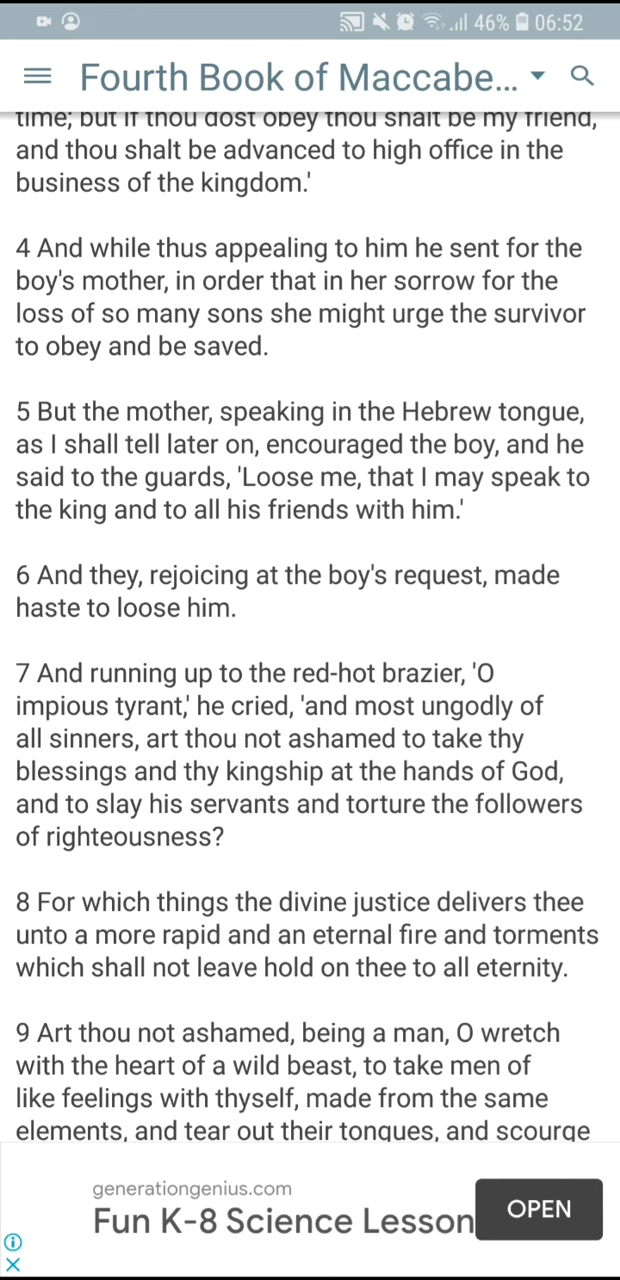 46% 06:52
Fourth Book of Maccabe...
time; but if thou dost obey thou shalt be my friend,
and thou shalt be advanced to high office in the
business of the kingdom.'
4 And while thus appealing to him he sent for the
boy's mother, in order that in her sorrow for the
loss of so many sons she might urge the survivor
to obey and be saved.
5 But the mother, speaking in the Hebrew tongue,
as I shall tell later on, encouraged the boy, and he
said to the guards, 'Loose me, that I may speak to
the king and to all his friends with him.'
6 And they, rejoicing at the boy's request, made
haste to loose him.
7 And running up to the red-hot brazier, 'O
impious tyrant,' he cried, 'and most ungodly of
all sinners, art thou not ashamed to take thy
blessings and thy kingship at the hands of God,
and to slay his servants and torture the followers
of righteousness?
8 For which things the divine justice delivers thee
unto a more rapid and an eternal fire and torments
which shall not leave hold on thee to all eternity.
9 Art thou not ashamed, being a man, O wretch
with the heart of a wild beast, to take men of
like feelings with thyself, made from the same
elements, and tear out their tongues, and scourge
generationgenius.com
Fun K-8 Science Lesson
OPEN